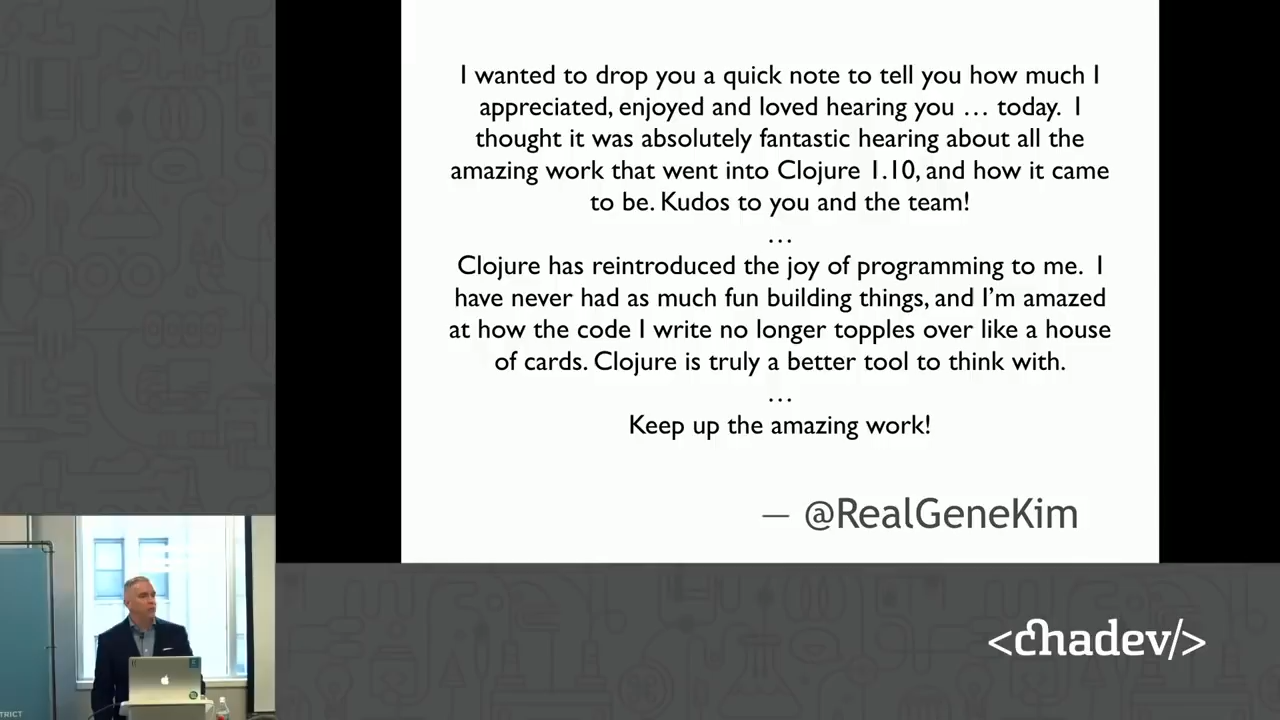 I wanted to drop you a quick note to tell you how much I
appreciated, enjoyed and loved hearing you … today.  I
thought it was absolutely fantastic hearing about all the
amazing work that went into Clojure 1.10, and how it came
to be. Kudos to you and the team!
…
Clojure has reintroduced the joy of programming to me.  I
have never had as much fun building things, and I’m amazed
at how the code I write no longer topples over like a house
of cards. Clojure is truly a better tool to think with.
…
Keep up the amazing work!
— @RealGeneKim
<chadev/>
TRICT